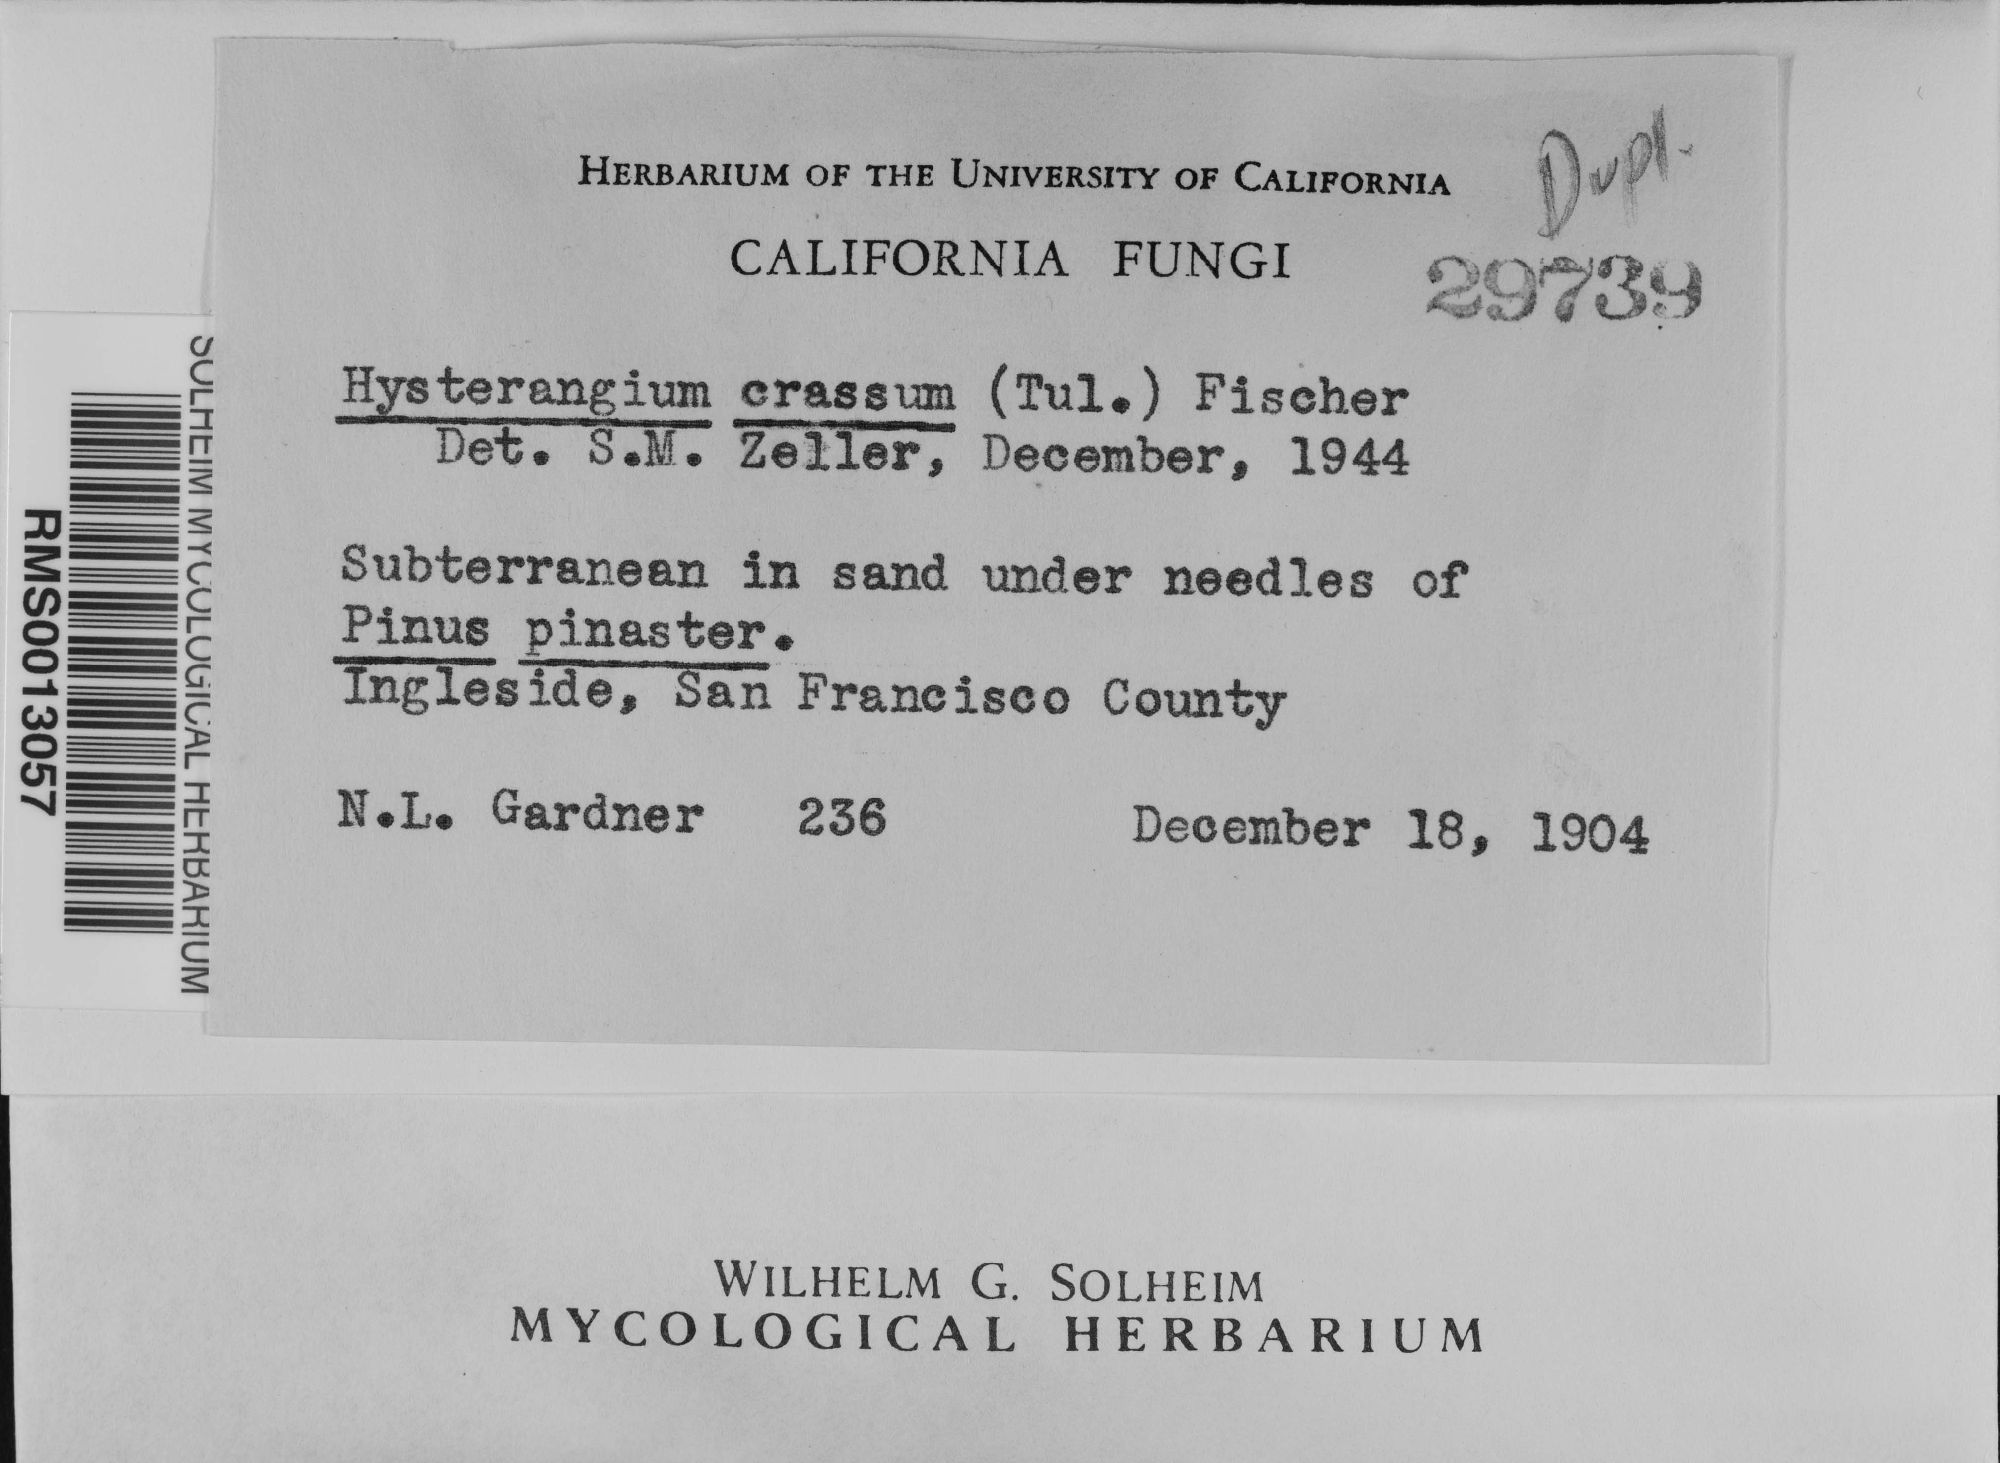 HERBARIUM OF THE UNIVERSITY OF CALIFORNIA
Dupl.
CALIFORNIA FUNGI
29739
Hysterangium crassum (Tul.) Fischer
Det. S.M. Zeller, December, 1944
Subterranean in sand under needles of
Pinus pinaster.
Ingleside, San Francisco County
N.L. Gardner 236 December 18, 1904
SOLHEIM MYCOLOGICAL HERBARIUM
RMS0013057
WILHELM G. SOLHEIM
MYCOLOGICAL HERBARIUM